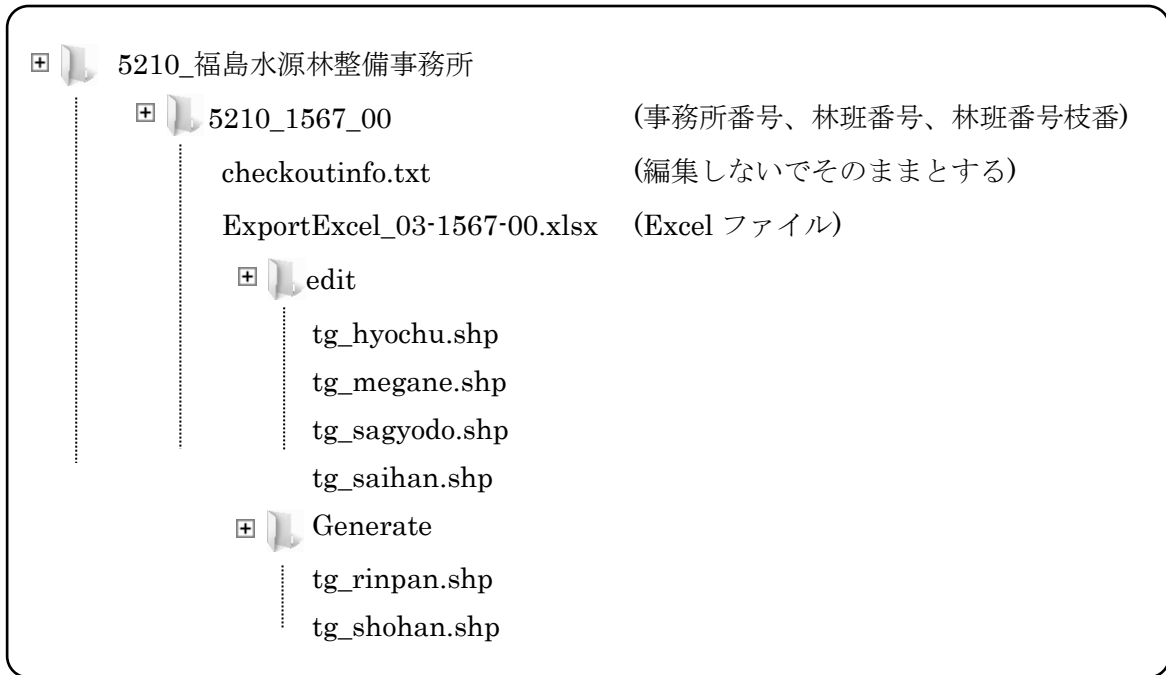 5210_福島水源林整備事務所
5210_1567_00 (事務所番号、林班番号、林班番号枝番)
checkoutinfo.txt (編集しないでそのままとする)
ExportExcel_03-1567-00.xlsx (Excel ファイル)
edit
tg_hyochu.shp
tg_megane.shp
tg_sagyodo.shp
tg_saihan.shp
Generate
tg_rinpan.shp
tg_shohan.shp